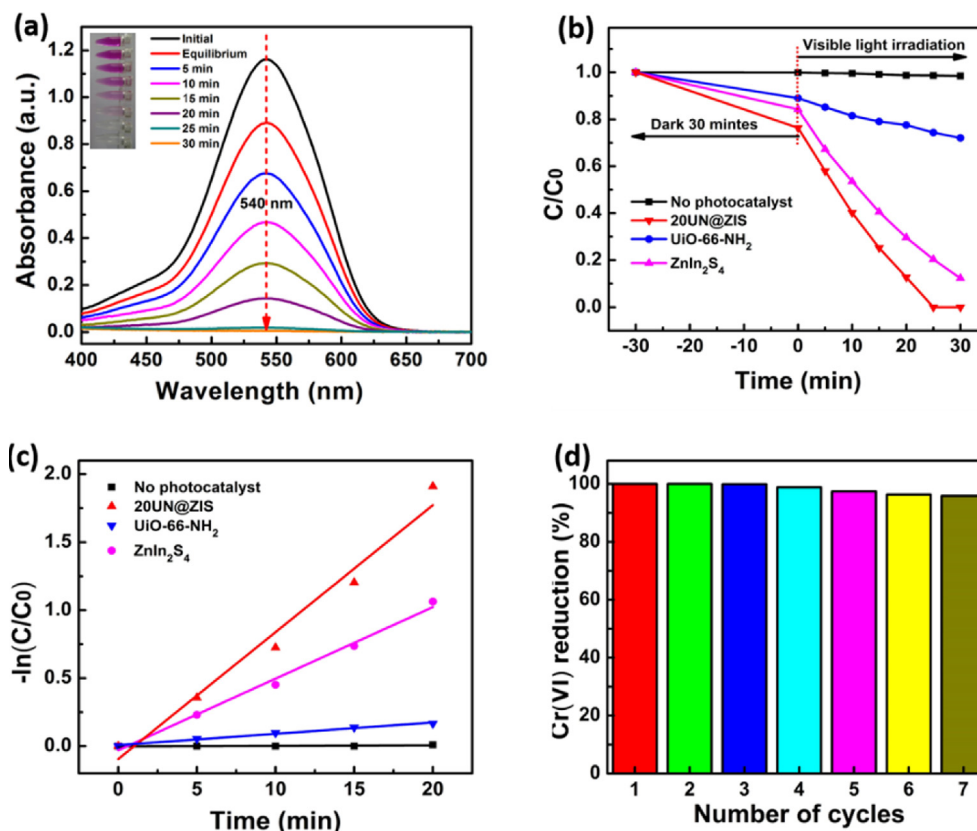 (a)
Initial
Equilibrium
5 min
10 min
15 min
20 min
25 min
30 min
540 nm
1.2
1.0
0.8
0.6
0.4
0.2
0.0
400 450 500 550 600 650 700
Absorbance (a.u.)
Wavelength (nm)
(b)
Visible light irradiation
Dark 30 mintes
No photocatalyst
20UN@ZIS
UiO-66-NH2
ZnIn2S4
1.0
0.8
0.6
0.4
0.2
0.0
-30 -20 -10 0 10 20 30
C/C0
Time (min)
(c)
No photocatalyst
20UN@ZIS
UiO-66-NH2
ZnIn2S4
2.0
1.5
1.0
0.5
0.0
0 5 10 15 20
-ln(C/C0)
Time (min)
(d)
100
80
60
40
20
0
1 2 3 4 5 6 7
Cr(VI) reduction (%)
Number of cycles